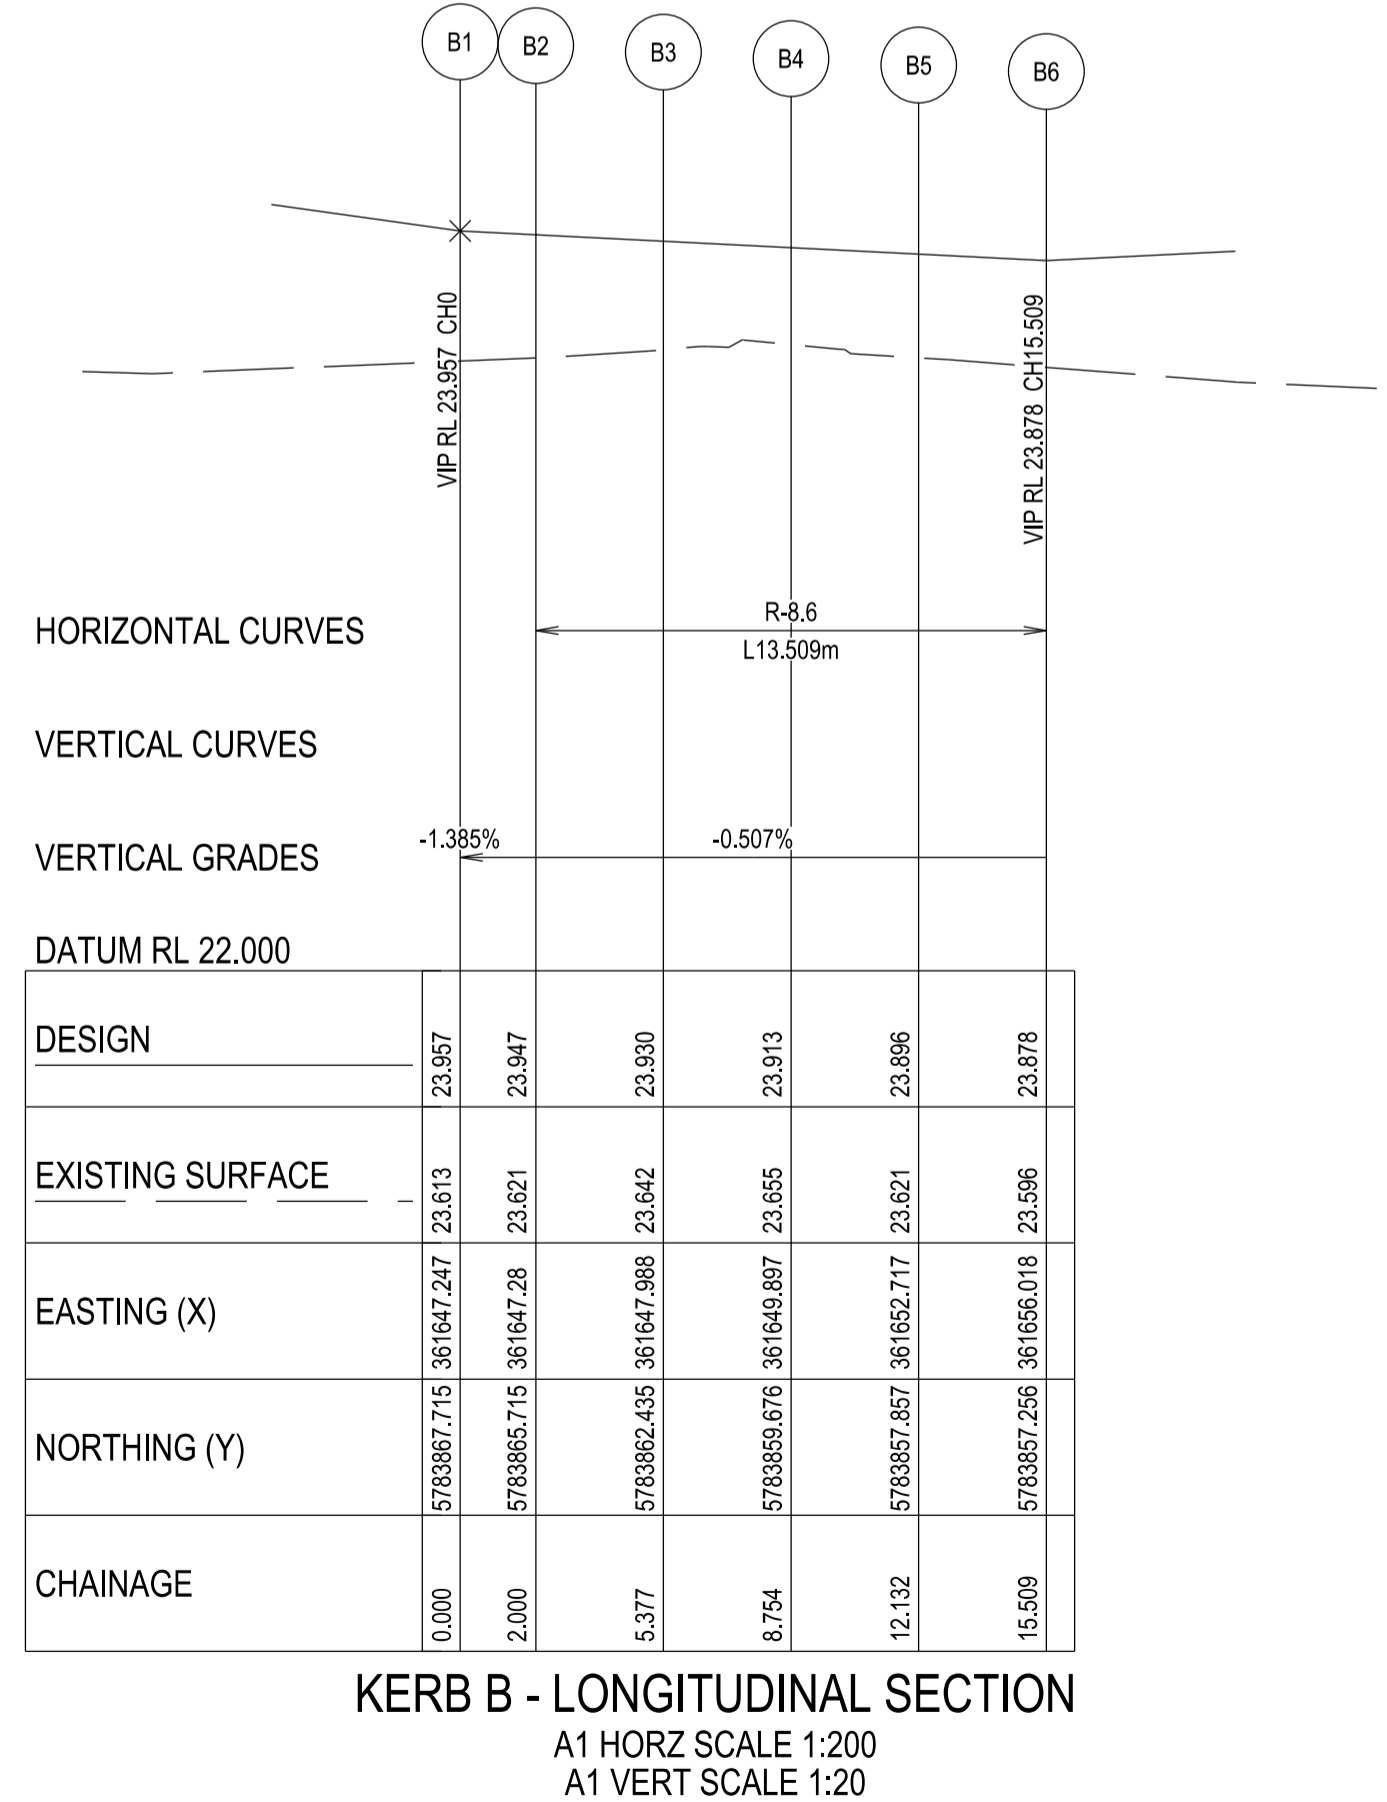 B1 B2 B3 B4 B5 B6
VIP RL 23.957 CH0
VIP RL 23.878 CH15.509
HORIZONTAL CURVES
R-8.6
L13.509m
VERTICAL CURVES
VERTICAL GRADES
-1.385% -0.507%
DATUM RL 22.000
DESIGN 23.957 23.947 23.930 23.913 23.896 23.878
EXISTING SURFACE 23.613 23.621 23.642 23.655 23.621 23.596
EASTING (X) 361647.247 361647.28 361647.988 361649.897 361652.717 361656.018
NORTHING (Y) 5783867.715 5783865.715 5783862.435 5783859.676 5783857.857 5783857.256
CHAINAGE 0.000 2.000 5.377 8.754 12.132 15.509
KERB B - LONGITUDINAL SECTION
A1 HORZ SCALE 1:200
A1 VERT SCALE 1:20